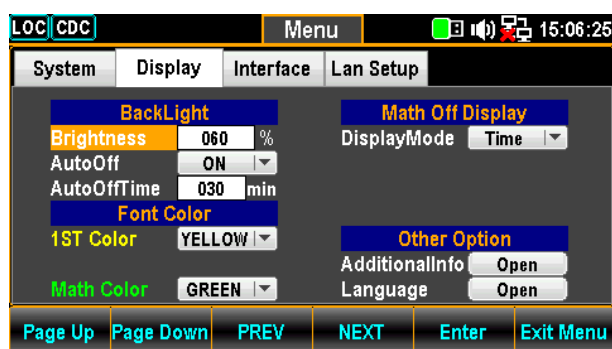 LOC CDC Menu 15:06:25
System Display Interface Lan Setup
BackLight
Brightness 060 %
AutoOff ON
AutoOffTime 030 min
Font Color
1ST Color YELLOW
Math Color GREEN
Math Off Display
DisplayMode Time
Other Option
AdditionalInfo Open
Language Open
Page Up Page Down PREV NEXT Enter Exit Menu